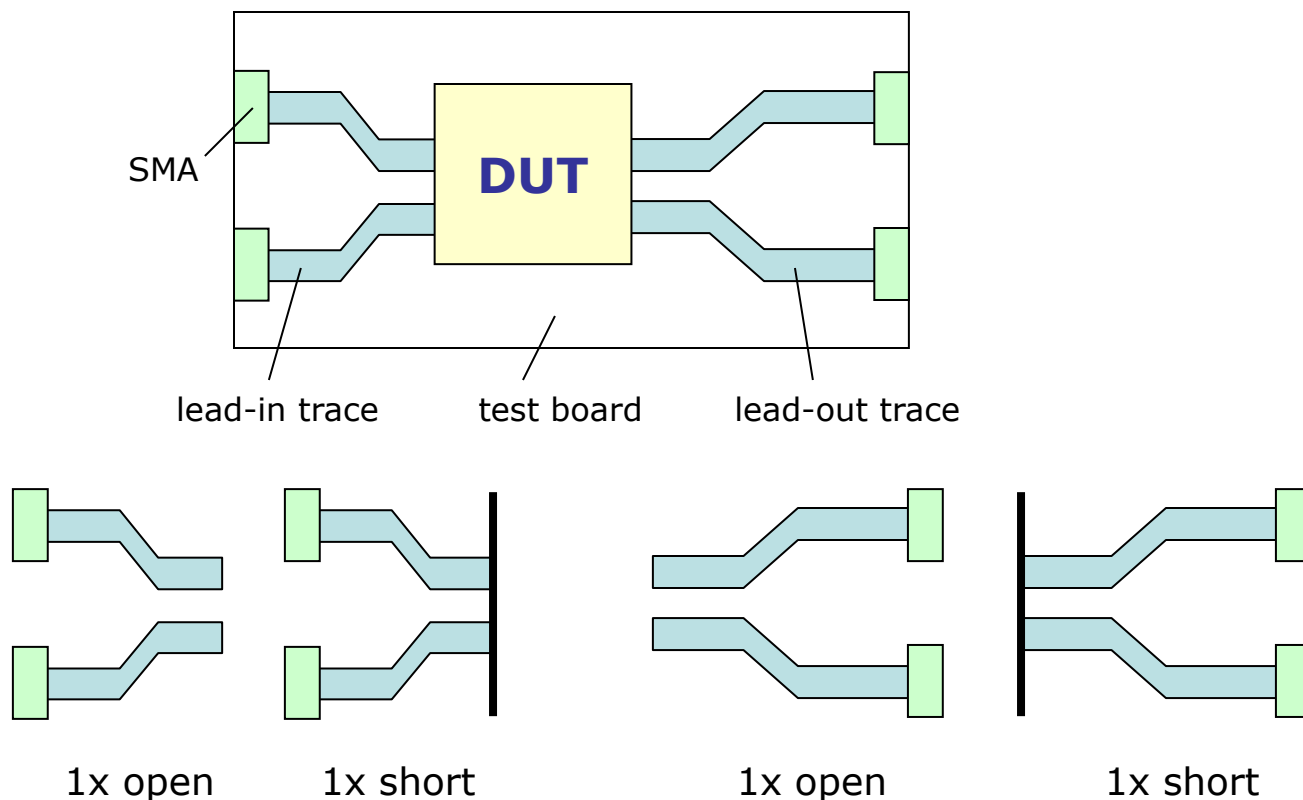 SMA
DUT
lead-in trace
test board
lead-out trace
1x open
1x short
1x open
1x short